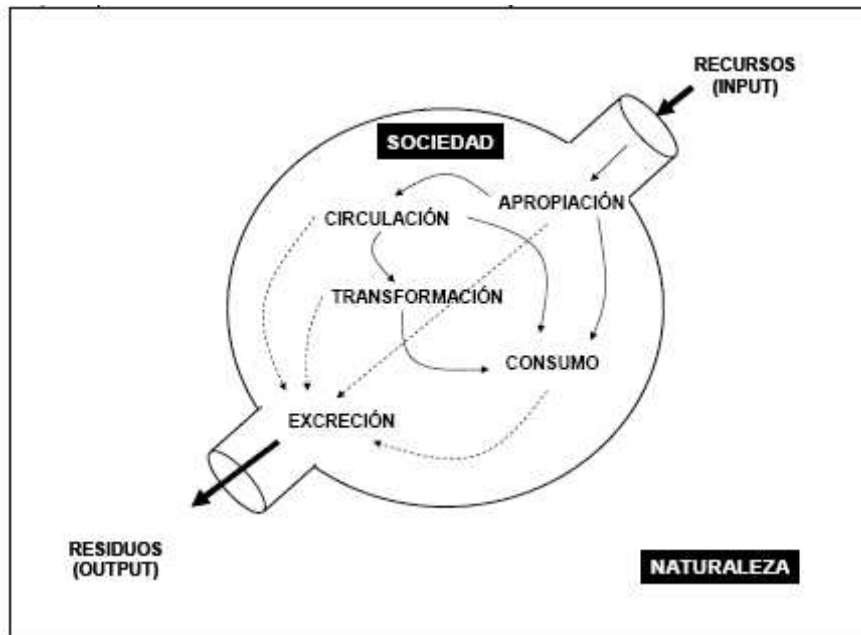 RECURSOS
(INPUT)
SOCIEDAD
APROPIACIÓN
CIRCULACIÓN
TRANSFORMACIÓN
CONSUMO
EXCRECIÓN
RESIDUOS
(OUTPUT)
NATURALEZA